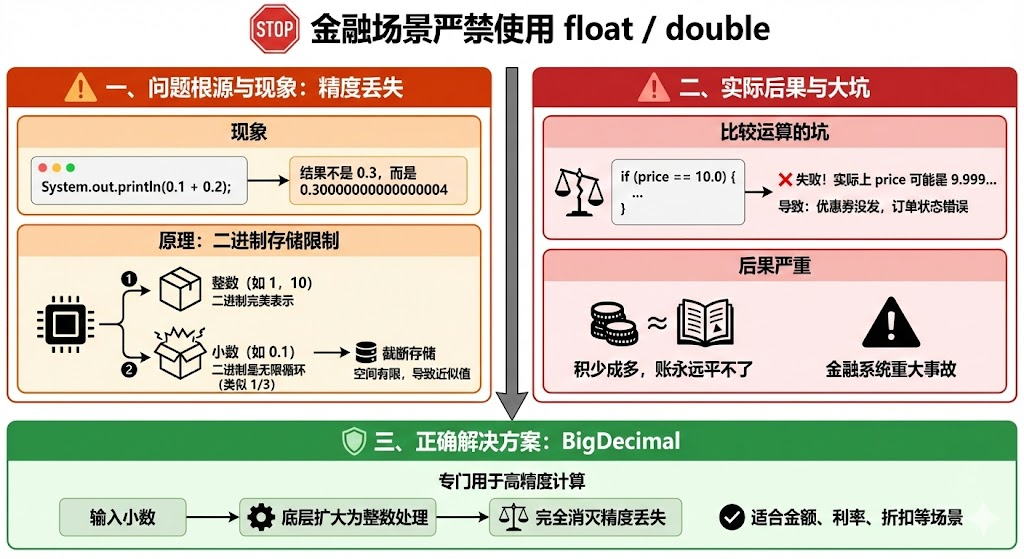 STOP
金融场景严禁使用 float / double
一、问题根源与现象：精度丢失
现象
System.out.println(0.1 + 0.2);
结果不是 0.3，而是
0.30000000000000004
原理：二进制存储限制
1
整数（如 1，10）
二进制完美表示
2
小数（如 0.1）
二进制是无限循环
（类似 1/3）
截断存储
空间有限，导致近似值
二、实际后果与大坑
比较运算的坑
if (price == 10.0) {
...
}
失败！实际上 price 可能是 9.999...
导致：优惠券没发，订单状态错误
后果严重
≈
积少成多，账永远平不了
金融系统重大事故
三、正确解决方案：BigDecimal
专门用于高精度计算
输入小数
底层扩大为整数处理
完全消灭精度丢失
适合金额、利率、折扣等场景